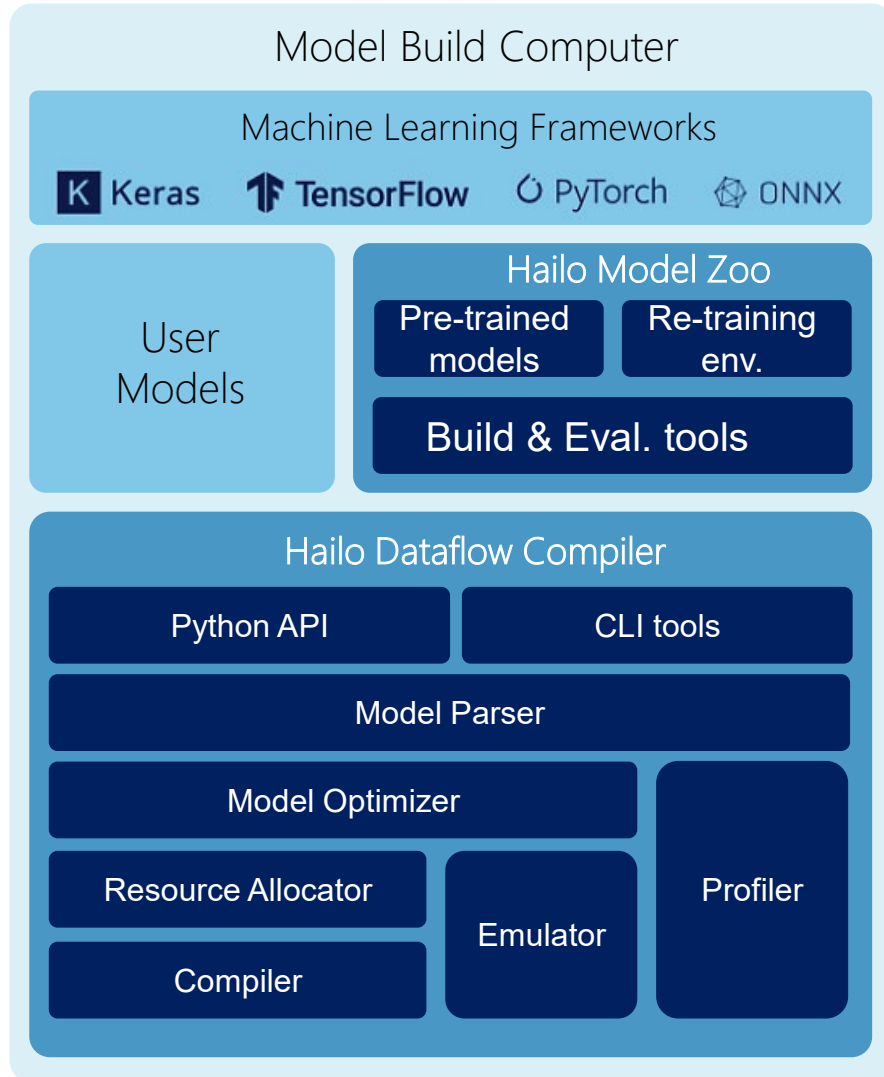 Model Build Computer
Machine Learning Frameworks
K Keras TensorFlow PyTorch ONNX
User
Models
Hailo Model Zoo
Pre-trained
models
Re-training
env.
Build & Eval. tools
Hailo Dataflow Compiler
Python API
CLI tools
Model Parser
Model Optimizer
Profiler
Resource Allocator
Emulator
Compiler